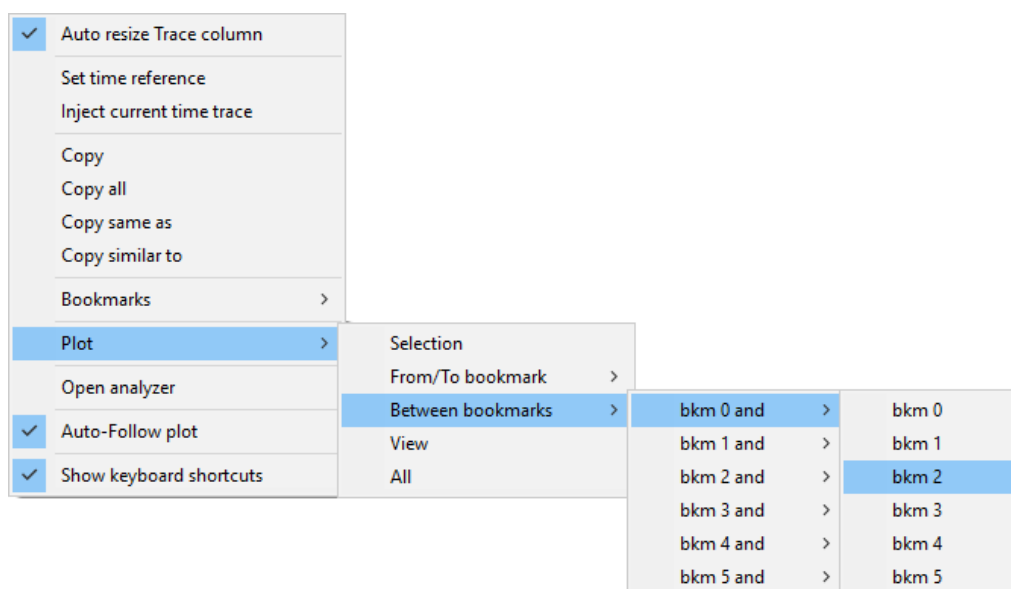 Auto resize Trace column
Set time reference
Inject current time trace
Copy
Copy all
Copy same as
Copy similar to
Bookmarks
Plot
Open analyzer
Auto-Follow plot
Show keyboard shortcuts
Selection
From/To bookmark
Between bookmarks
View
All
bkm 0 and
bkm 1 and
bkm 2 and
bkm 3 and
bkm 4 and
bkm 5 and
bkm 0
bkm 1
bkm 2
bkm 3
bkm 4
bkm 5